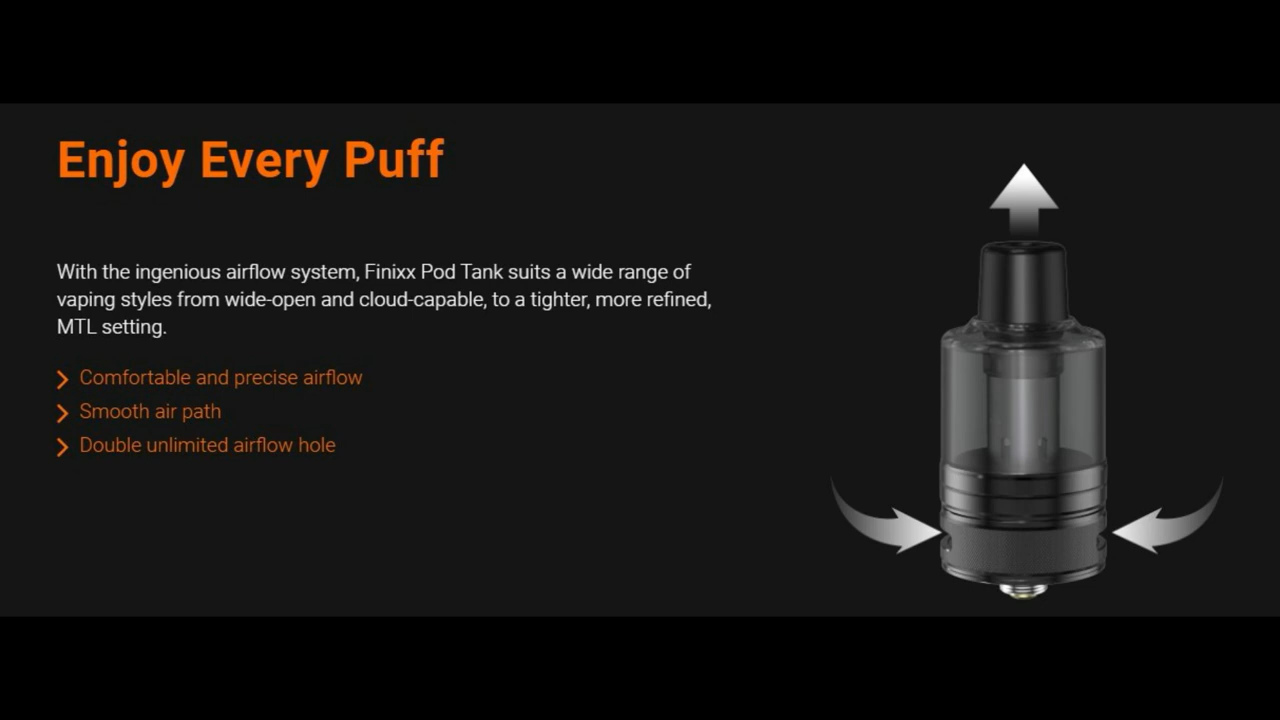 Enjoy Every Puff
With the ingenious airflow system, Finixx Pod Tank suits a wide range of
vaping styles from wide-open and cloud-capable, to a tighter, more refined,
MTL setting.
Comfortable and precise airflow
Smooth air path
Double unlimited airflow hole